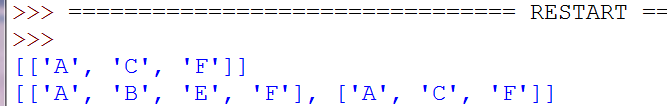 >>> ================================ RESTART ==
>>>
[['A', 'C', 'F']]
[['A', 'B', 'E', 'F'], ['A', 'C', 'F']]